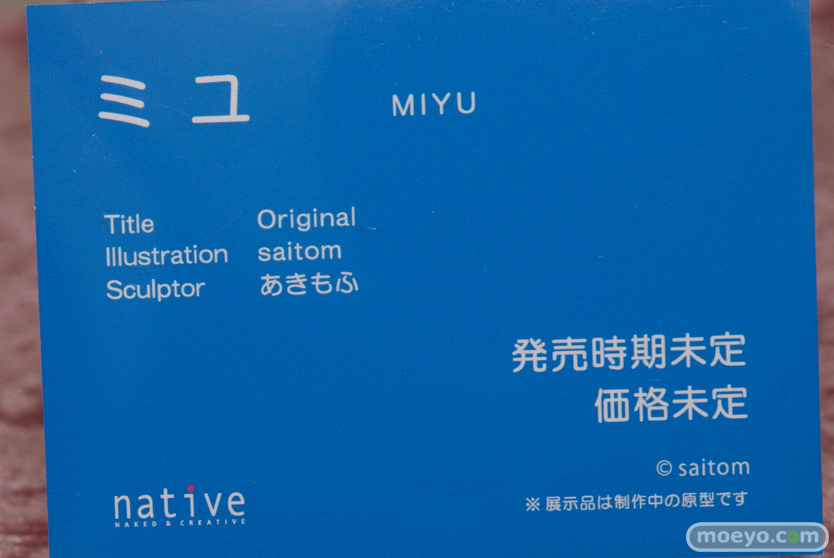 ミユ MIYU
Title Original
Illustration saitom
Sculptor あきもふ
発売時期未定
価格未定
© saitom
※ 展示品は制作中の原型です
native
NAKED & CREATIVE
moeyo.com